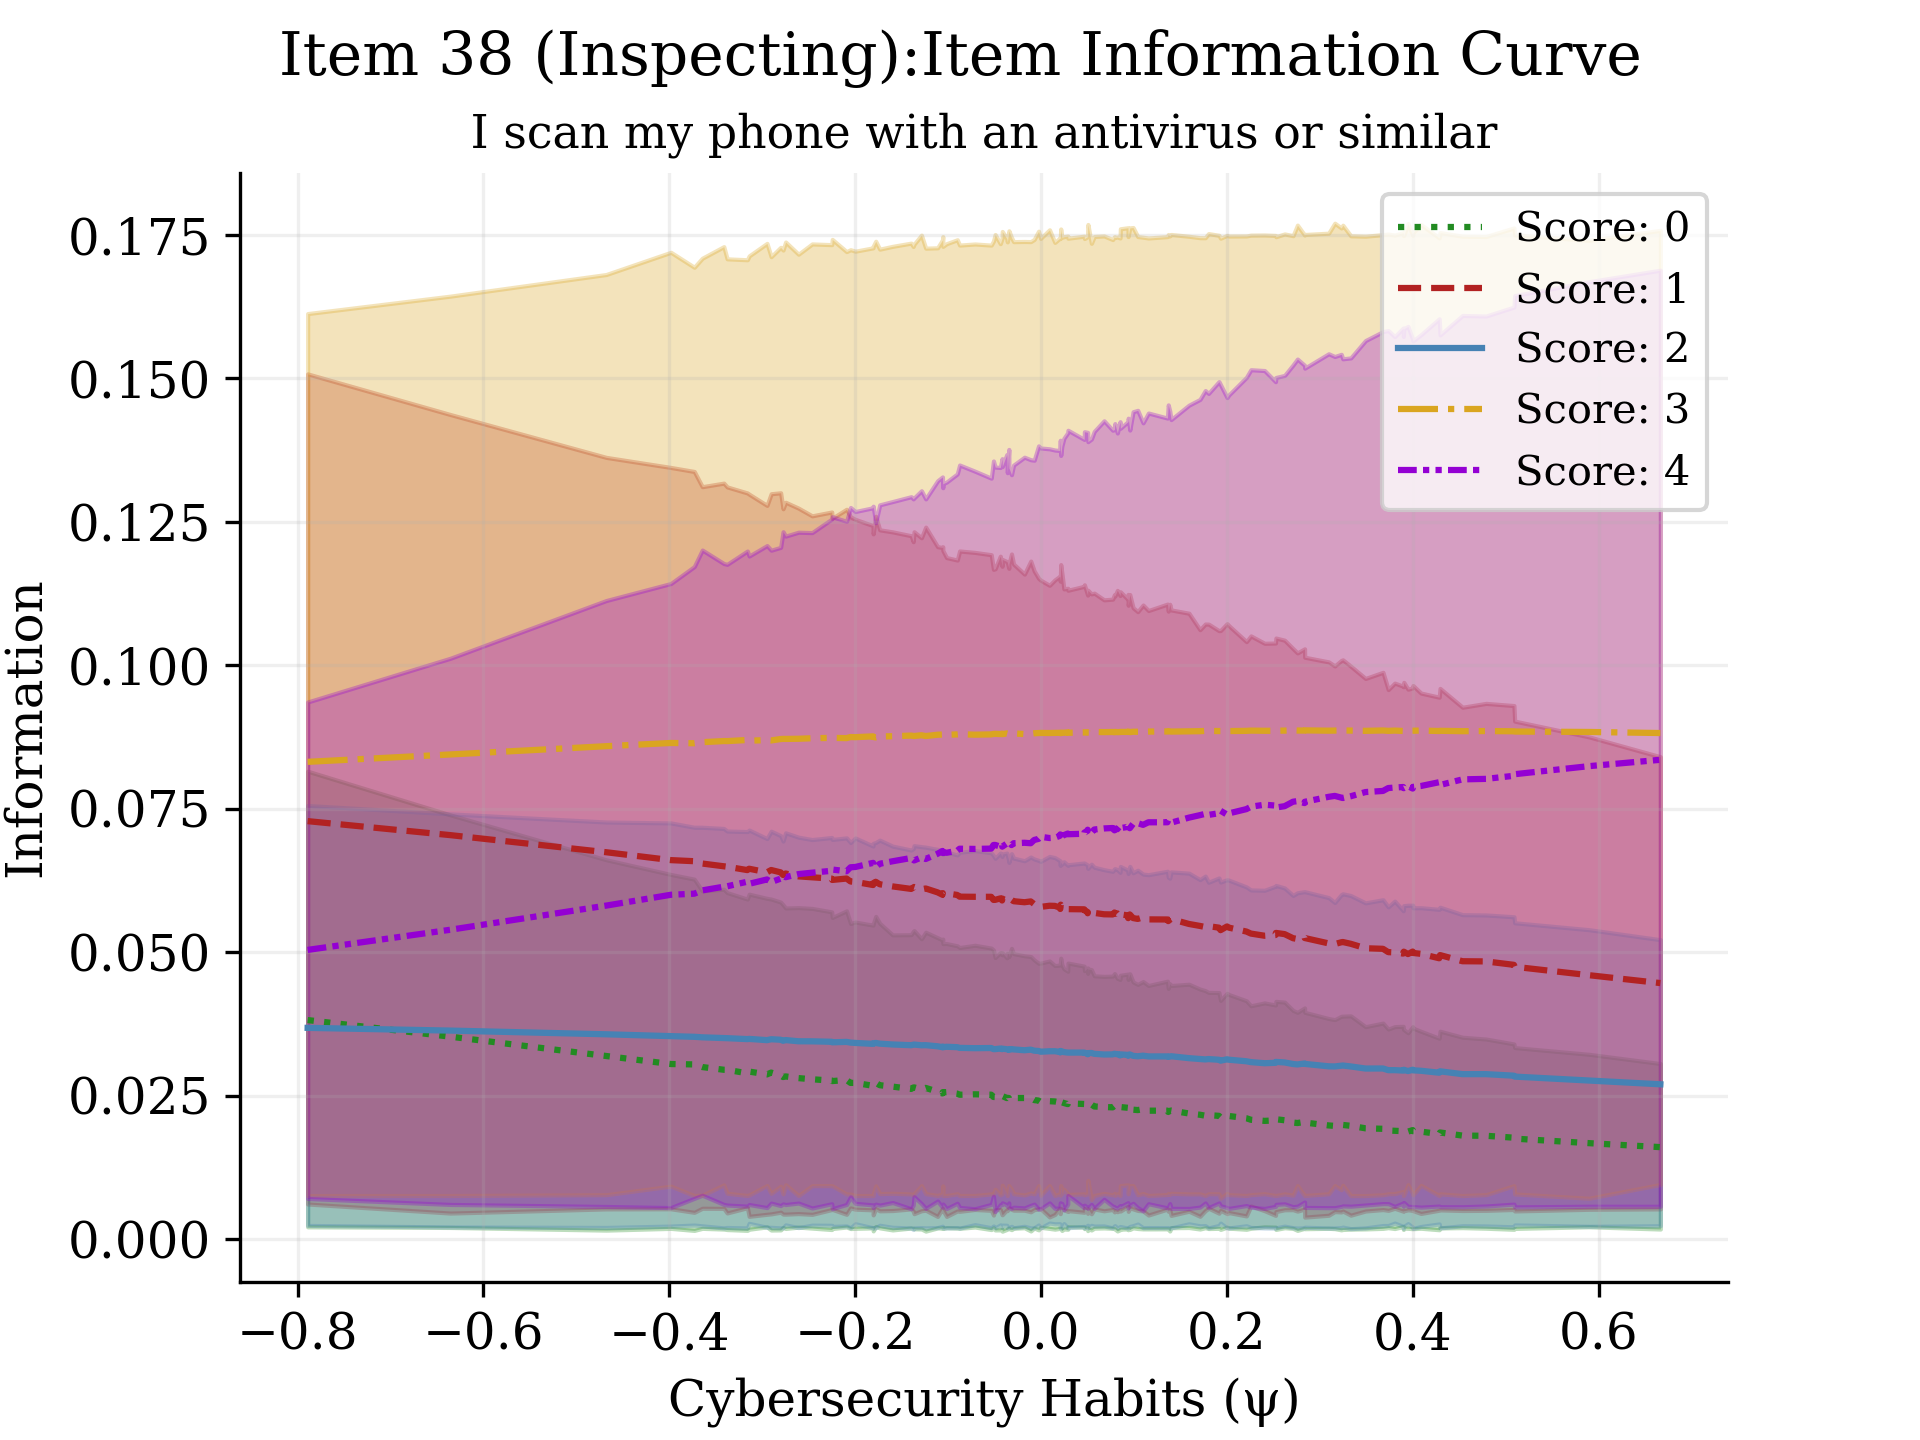 Item 38 (Inspecting):Item Information Curve
I scan my phone with an antivirus or similar
Score: 0
Score: 1
Score: 2
Score: 3
Score: 4
Information
0.175
0.150
0.125
0.100
0.075
0.050
0.025
0.000
−0.8 −0.6 −0.4 −0.2 0.0 0.2 0.4 0.6
Cybersecurity Habits (ψ)